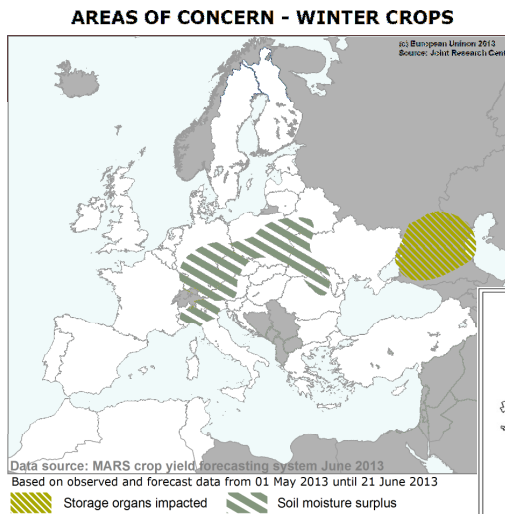 AREAS OF CONCERN - WINTER CROPS
(c) European Uninon 2013
Source: Joint Research Cent
Data source: MARS crop yield forecasting system June 2013
Based on observed and forecast data from 01 May 2013 until 21 June 2013
Storage organs impacted
Soil moisture surplus